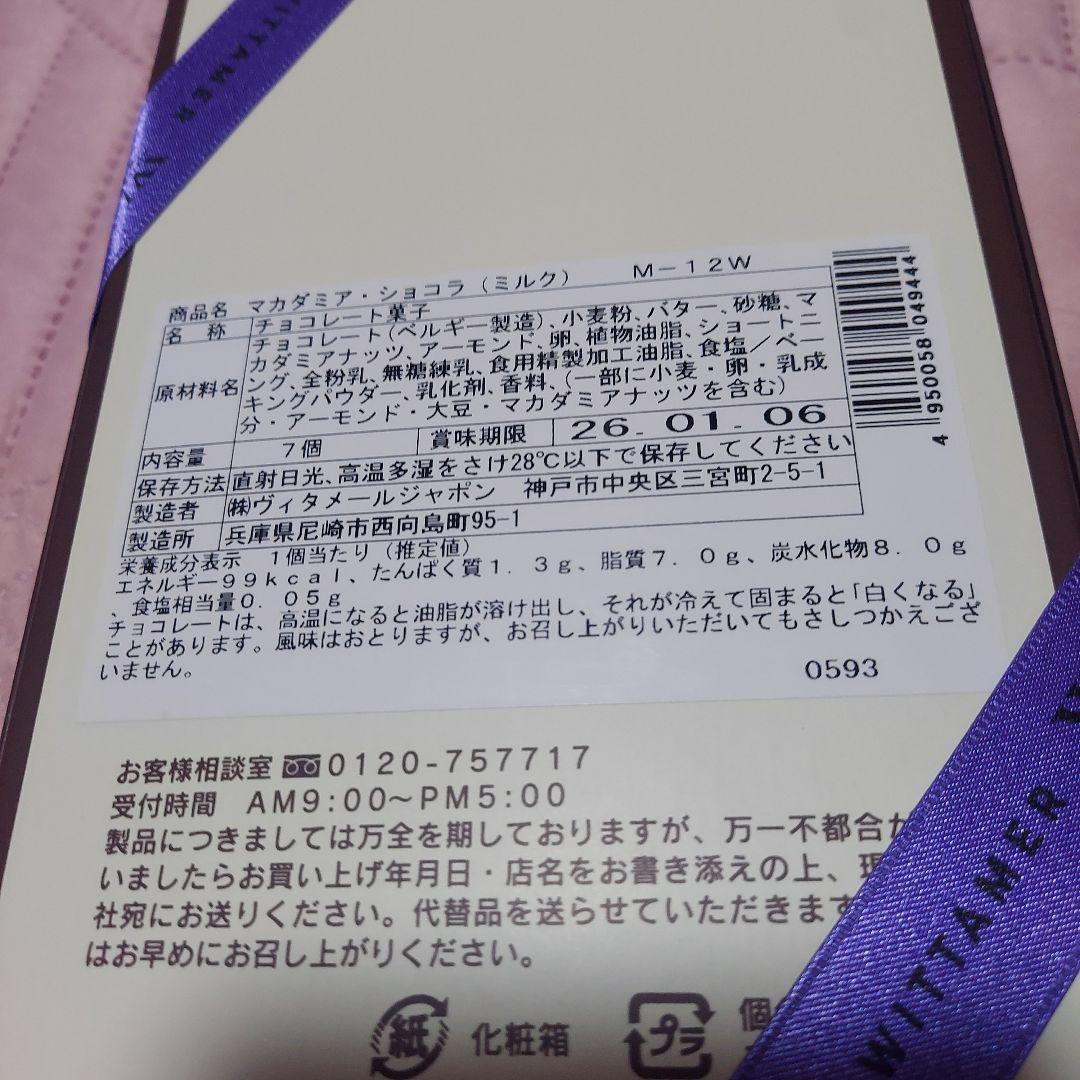 WITTAMER
商品名 マカダミア・ショコラ（ミルク） M－12W
名 称 チョコレート菓子
原材料名 チョコレート(ベルギー製造)、小麦粉、バター、砂糖、マ
カダミアナッツ、アーモンド、卵、植物油脂、ショートニ
ング、全粉乳、無糖練乳、食用精製加工油脂、食塩／ベー
キングパウダー、乳化剤、香料、(一部に小麦・卵・乳成
分・アーモンド・大豆・マカダミアナッツを含む)
内容量 7個 賞味期限 26.01.06
保存方法 直射日光、高温多湿をさけ28℃以下で保存してください
製造者 ㈱ヴィタメールジャポン 神戸市中央区三宮町2-5-1
製造所 兵庫県尼崎市西向島町95-1
栄養成分表示 1個当たり（推定値）
エネルギー99kcal、たんぱく質1.3g、脂質7.0g、炭水化物8.0g
、食塩相当量0.05g
チョコレートは、高温になると油脂が溶け出し、それが冷えて固まると「白くなる」
ことがあります。風味はおとりますが、お召し上がりいただいてもさしつかえござ
いません。
0593
4 950058 049444
お客様相談室 0120-757717
受付時間 AM9:00～PM5:00
製品につきましては万全を期しておりますが、万一不都合が
いましたらお買い上げ年月日・店名をお書き添えの上、現
社宛にお送りください。代替品を送らせていただきます
はお早めにお召し上がりください。
紙 化粧箱 プラ 個
WITTAMER